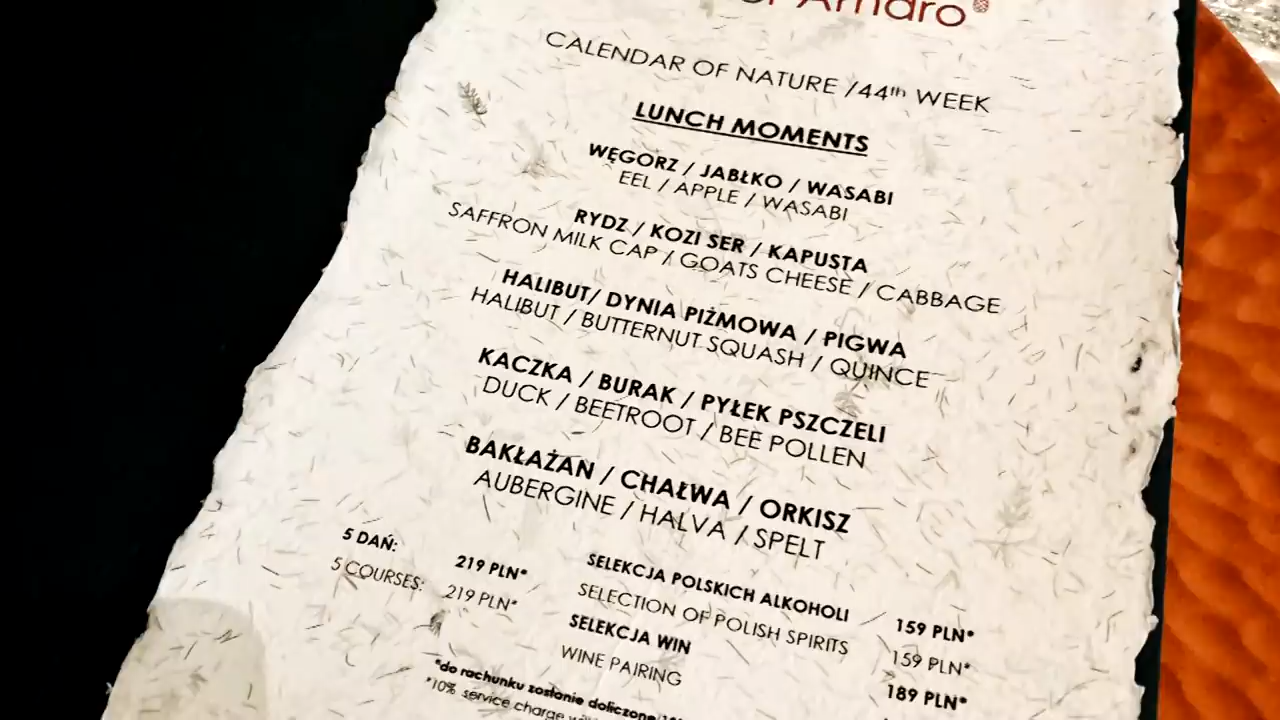 Amaro
CALENDAR OF NATURE /44th WEEK
LUNCH MOMENTS
WĘGORZ / JABŁKO / WASABI
EEL / APPLE / WASABI
RYDZ / KOZI SER / KAPUSTA
SAFFRON MILK CAP / GOATS CHEESE / CABBAGE
HALIBUT/ DYNIA PIŻMOWA / PIGWA
HALIBUT / BUTTERNUT SQUASH / QUINCE
KACZKA / BURAK / PYŁEK PSZCZELI
DUCK / BEETROOT / BEE POLLEN
BAKŁAŻAN / CHAŁWA / ORKISZ
AUBERGINE / HALVA / SPELT
5 DAŃ: 219 PLN*
5 COURSES: 219 PLN*
SELEKCJA POLSKICH ALKOHOLI 159 PLN*
SELECTION OF POLISH SPIRITS 159 PLN*
SELEKCJA WIN 189 PLN*
WINE PAIRING
*do rachunku zostanie doliczone
*10% service charge